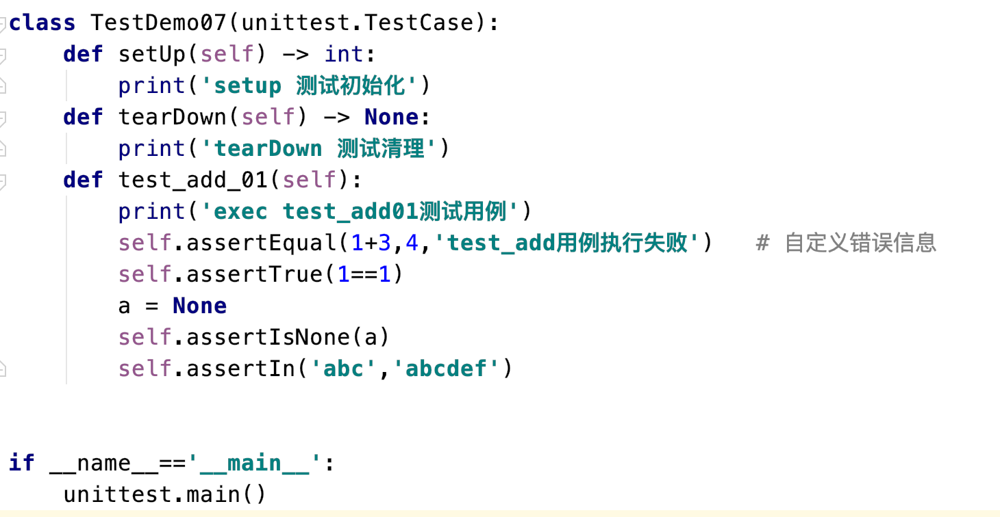 class TestDemo07(unittest.TestCase):
    def setUp(self) -> int:
        print('setup 测试初始化')
    def tearDown(self) -> None:
        print('tearDown 测试清理')
    def test_add_01(self):
        print('exec test_add01测试用例')
        self.assertEqual(1+3,4,'test_add用例执行失败')   # 自定义错误信息
        self.assertTrue(1==1)
        a = None
        self.assertIsNone(a)
        self.assertIn('abc','abcdef')
if __name__=='__main__':
    unittest.main()